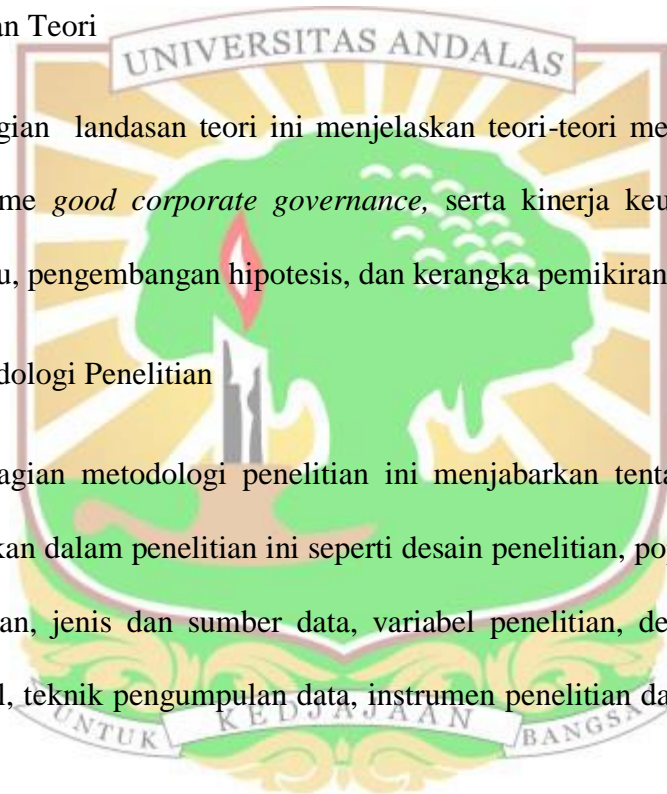 an Teori
UNIVERSITAS ANDALAS
gian landasan teori ini menjelaskan teori-teori me
me good corporate governance, serta kinerja keu
u, pengembangan hipotesis, dan kerangka pemikiran
dologi Penelitian
agian metodologi penelitian ini menjabarkan tenta
kan dalam penelitian ini seperti desain penelitian, pop
an, jenis dan sumber data, variabel penelitian, de
l, teknik pengumpulan data, instrumen penelitian da
UNTUK KEDJAJAAN BANGSA